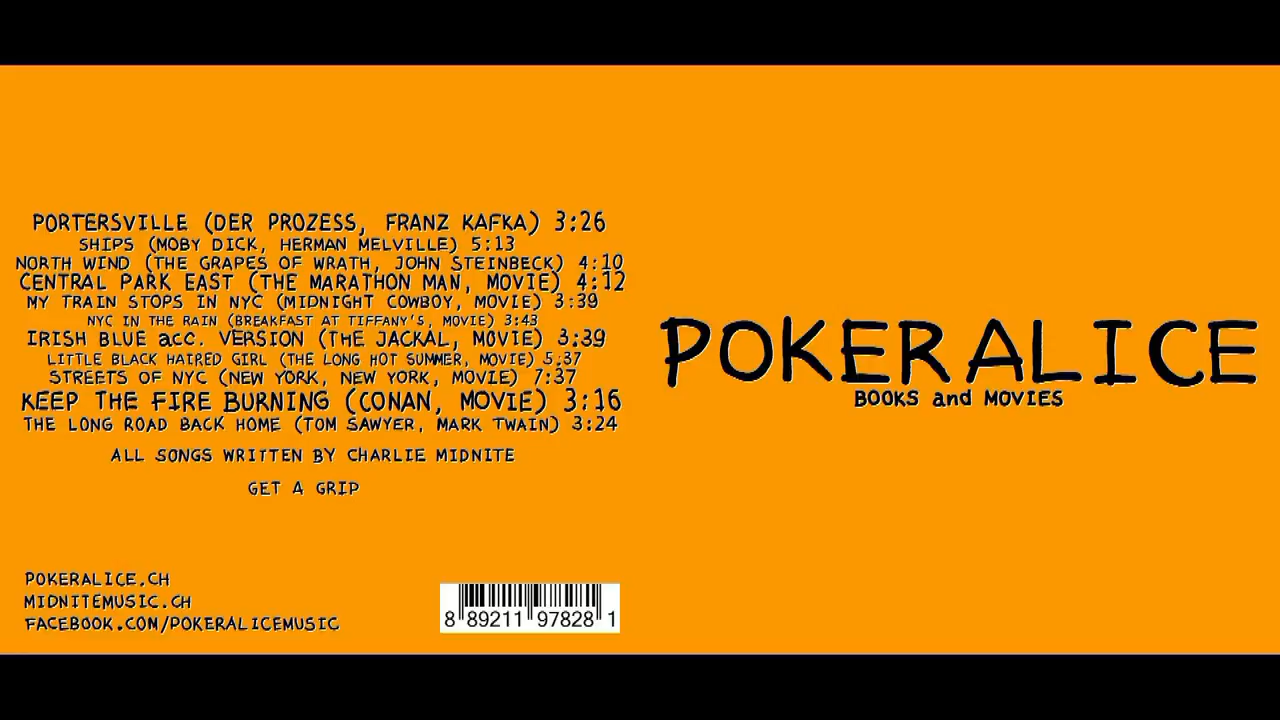 PORTERSVILLE (DER PROZESS, FRANZ KAFKA) 3:26
SHIPS (MOBY DICK, HERMAN MELVILLE) 5:13
NORTH WIND (THE GRAPES OF WRATH, JOHN STEINBECK) 4:10
CENTRAL PARK EAST (THE MARATHON MAN, MOVIE) 4:12
MY TRAIN STOPS IN NYC (MIDNIGHT COWBOY, MOVIE) 3:39
NYC IN THE RAIN (BREAKFAST AT TIFFANY'S, MOVIE) 3:43
IRISH BLUE acc. VERSION (THE JACKAL, MOVIE) 3:39
LITTLE BLACK HAIRED GIRL (THE LONG HOT SUMMER, MOVIE) 5:37
STREETS OF NYC (NEW YORK, NEW YORK, MOVIE) 7:37
KEEP THE FIRE BURNING (CONAN, MOVIE) 3:16
THE LONG ROAD BACK HOME (TOM SAWYER, MARK TWAIN) 3:24
ALL SONGS WRITTEN BY CHARLIE MIDNITE
GET A GRIP
POKERALICE.CH
MIDNITEMUSIC.CH
FACEBOOK.COM/POKERALICEMUSIC
8 89211 97828 1
POKERALICE
BOOKS and MOVIES